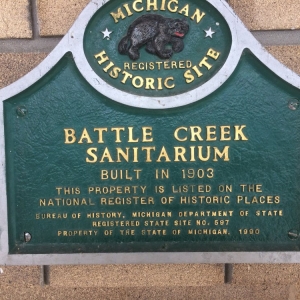 MICHIGAN
REGISTERED
HISTORIC SITE
BATTLE CREEK
SANITARIUM
BUILT IN 1903
THIS PROPERTY IS LISTED ON THE
NATIONAL REGISTER OF HISTORIC PLACES
BUREAU OF HISTORY, MICHIGAN DEPARTMENT OF STATE
REGISTERED STATE SITE NO. 597
PROPERTY OF THE STATE OF MICHIGAN, 1990